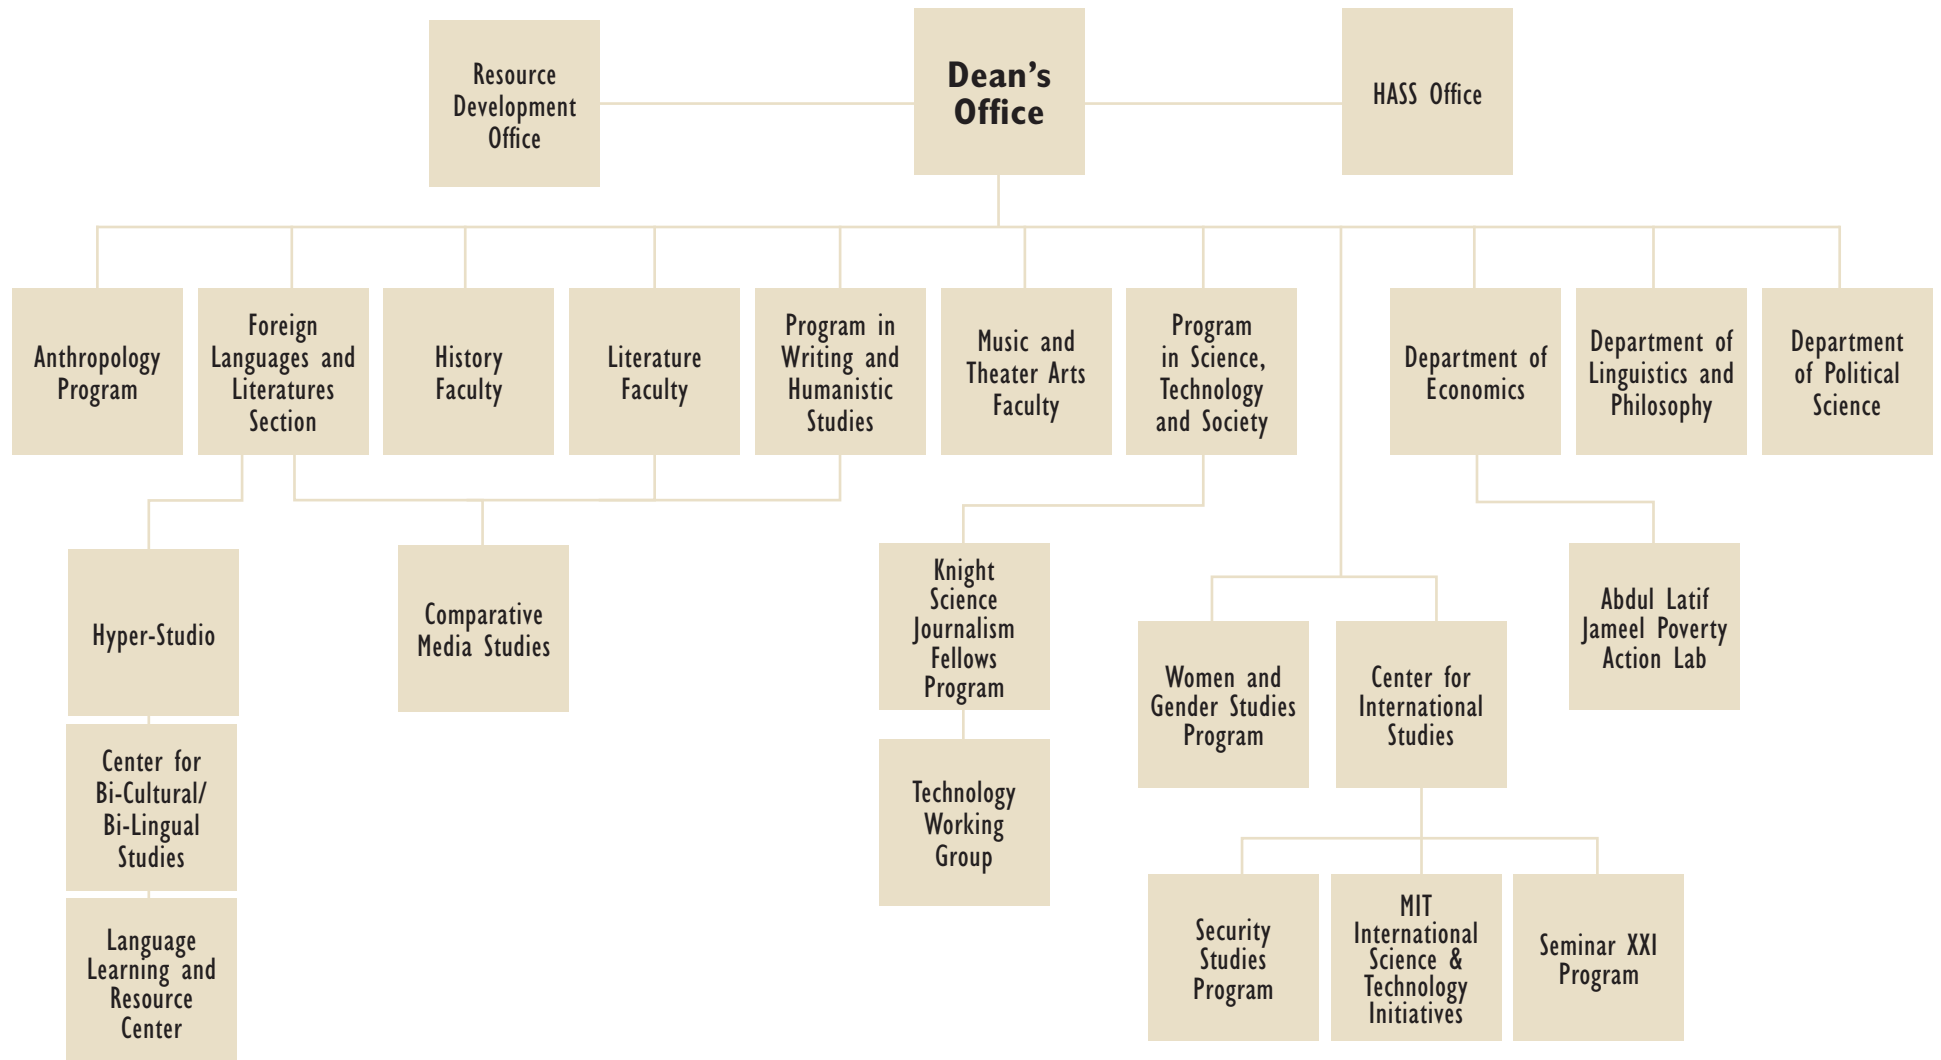 Resource
Development
Office
Dean's
Office
HASS Office
Anthropology
Program
Foreign
Languages and
Literatures
Section
History
Faculty
Literature
Faculty
Program in
Writing and
Humanistic
Studies
Music and
Theater Arts
Faculty
Program
in Science,
Technology
and Society
Department of
Economics
Department of
Linguistics and
Philosophy
Department
of Political
Science
Hyper-Studio
Comparative
Media Studies
Knight
Science
Journalism
Fellows
Program
Women and
Gender Studies
Program
Center for
International
Studies
Abdul Latif
Jameel Poverty
Action Lab
Center for
Bi-Cultural/
Bi-Lingual
Studies
Technology
Working
Group
Language
Learning and
Resource
Center
Security
Studies
Program
MIT
International
Science &
Technology
Initiatives
Seminar XXI
Program